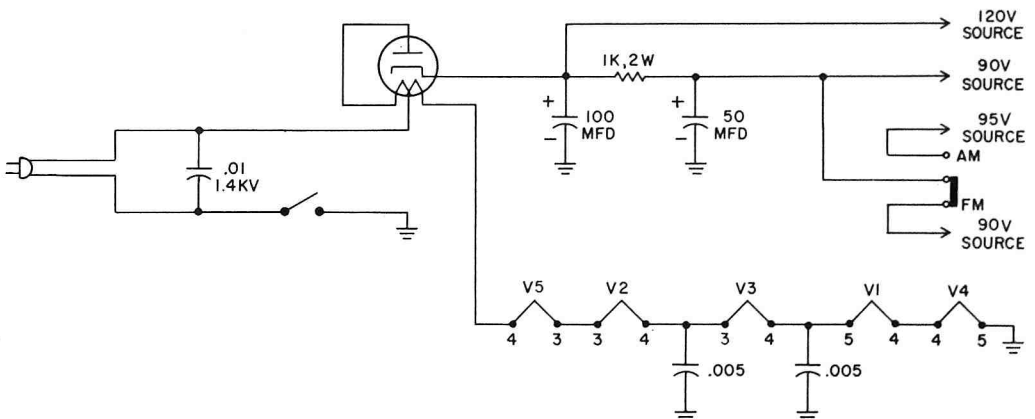 120V
SOURCE
1K,2W
90V
SOURCE
+
-
100
MFD
+
-
50
MFD
95V
SOURCE
AM
.01
1.4KV
FM
90V
SOURCE
V5
V2
V3
V1
V4
4
3
3
4
3
4
5
4
4
5
.005
.005